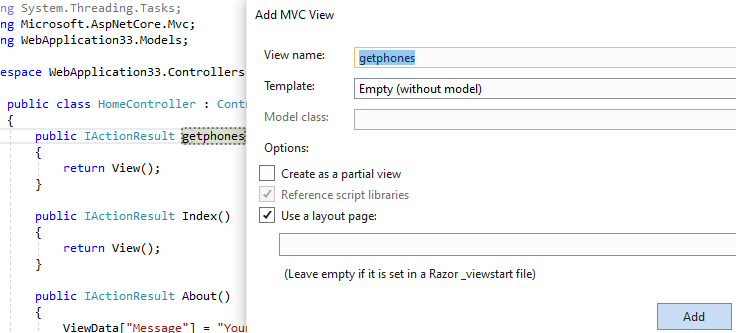 ng System.Threading.Tasks;
ng Microsoft.AspNetCore.Mvc;
ng WebApplication33.Models;
espace WebApplication33.Controllers
public class HomeController : Cont
{
public IActionResult getphones
{
return View();
}
public IActionResult Index()
{
return View();
}
public IActionResult About()
{
ViewData["Message"] = "You
Add MVC View
View name:
getphones
Template:
Empty (without model)
Model class:
Options:
Create as a partial view
Reference script libraries
Use a layout page:
(Leave empty if it is set in a Razor _viewstart file)
Add